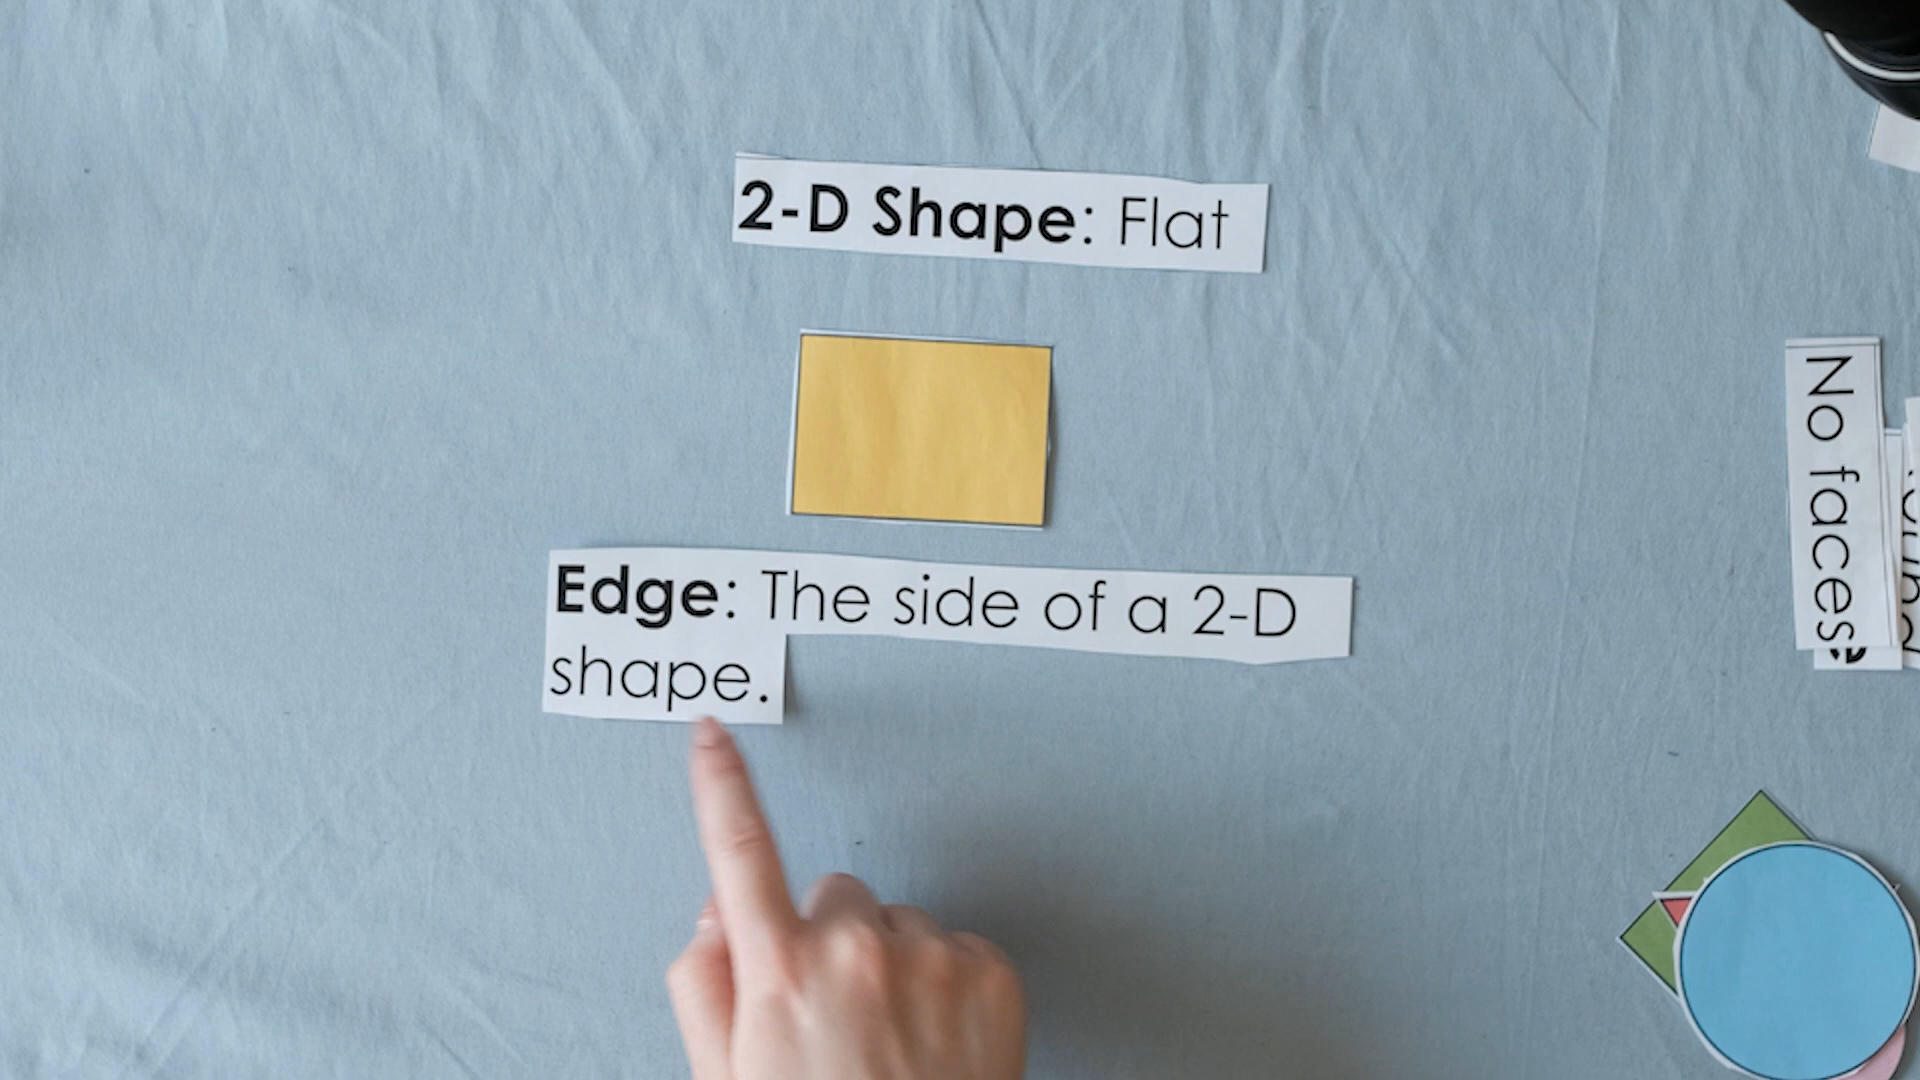 2-D Shape: Flat
Edge: The side of a 2-D
shape.
No faces